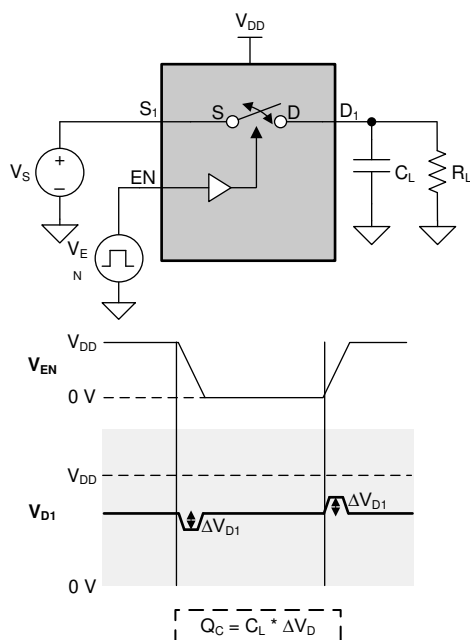 VDD
S1 S D D1
VS + – EN CL RL
VE
N
VDD
VEN
0 V
VDD
VD1 ΔVD1 ΔVD1
0 V
QC = CL * ΔVD